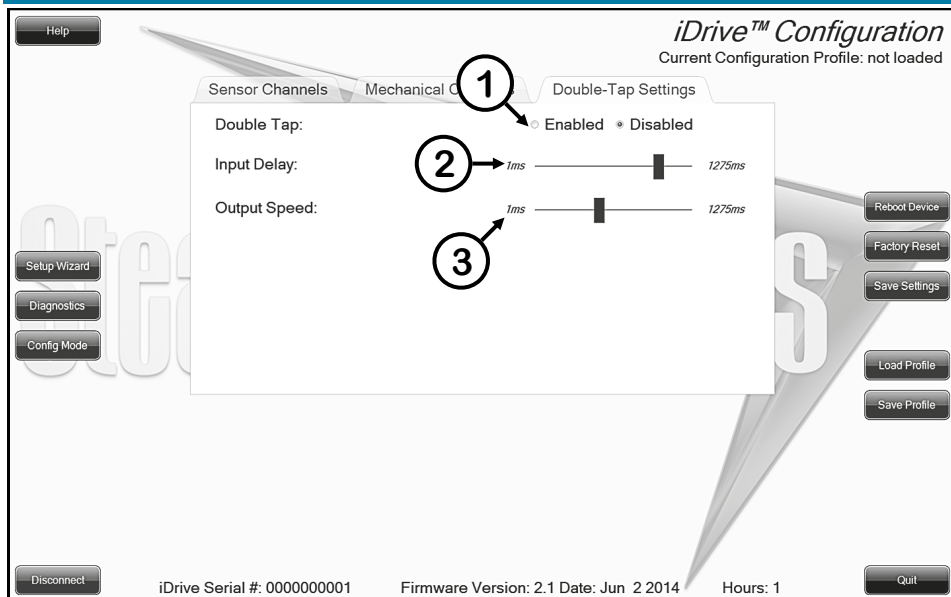 Help
iDrive™ Configuration
Current Configuration Profile: not loaded
Sensor Channels
Mechanical
Double-Tap Settings
1
Double Tap:
Enabled
Disabled
Input Delay:
2
1ms
1275ms
Output Speed:
1ms
1275ms
3
Reboot Device
Factory Reset
Save Settings
Setup Wizard
Diagnostics
Config Mode
Load Profile
Save Profile
Disconnect
iDrive Serial #: 0000000001
Firmware Version: 2.1 Date: Jun 2 2014
Hours: 1
Quit